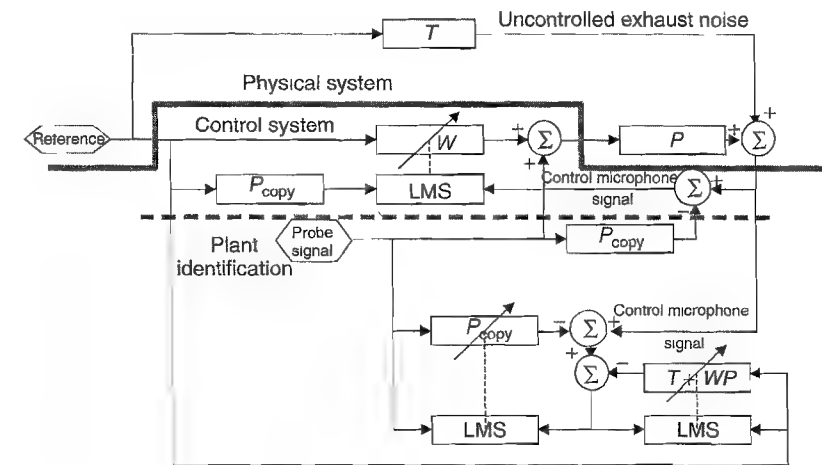 T
Uncontrolled exhaust noise
Physical system
+
Reference
Control system
W
+
Σ
P
+
Σ
+
P copy
LMS
Control microphone
signal
Σ
+
−
Plant
identification
Probe
signal
P copy
P copy
−
Σ
+
Control microphone
signal
+
Σ
−
T + WP
LMS
LMS